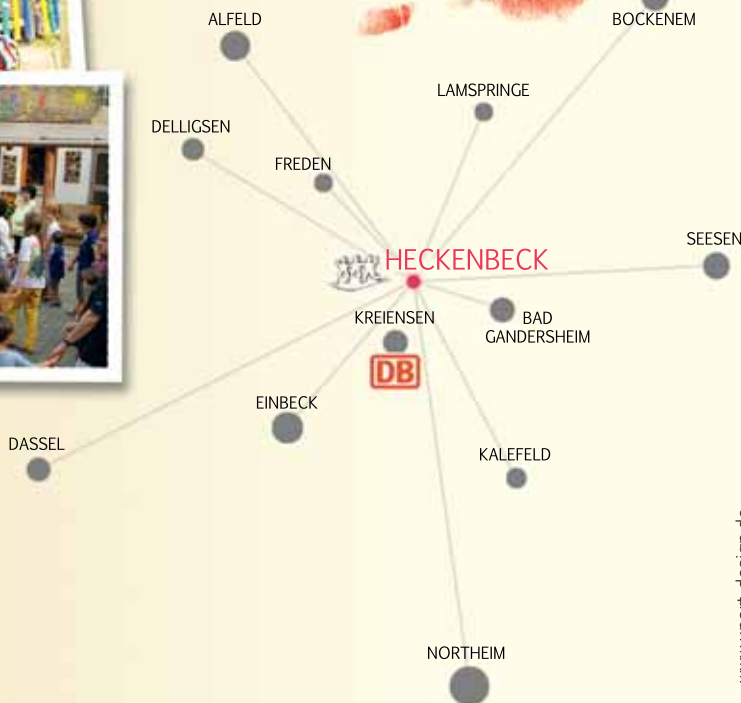 ALFELD
BOCKENEM
LAMSPRINGE
DELLIGSEN
FREDEN
SEESEN
HECKENBECK
KREIENSEN
BAD
GANDERSHEIM
DB
EINBECK
DASSEL
KALEFELD
NORTHEIM